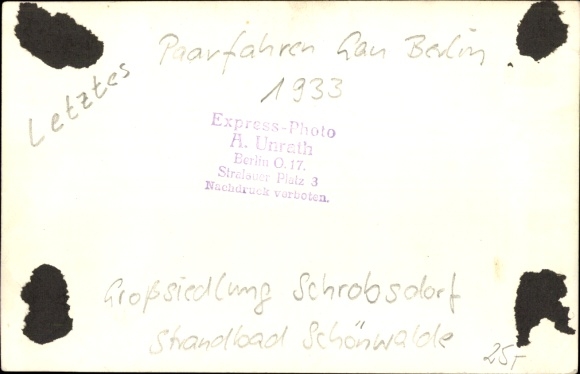 Letztes
Paarfahren Gau Berlin
1933
Express-Photo
A. Unrath
Berlin O. 17.
Stralauer Platz 3
Nachdruck verboten.
Großsiedlung Schrobsdorf
Strandbad Schönwalde
25,-